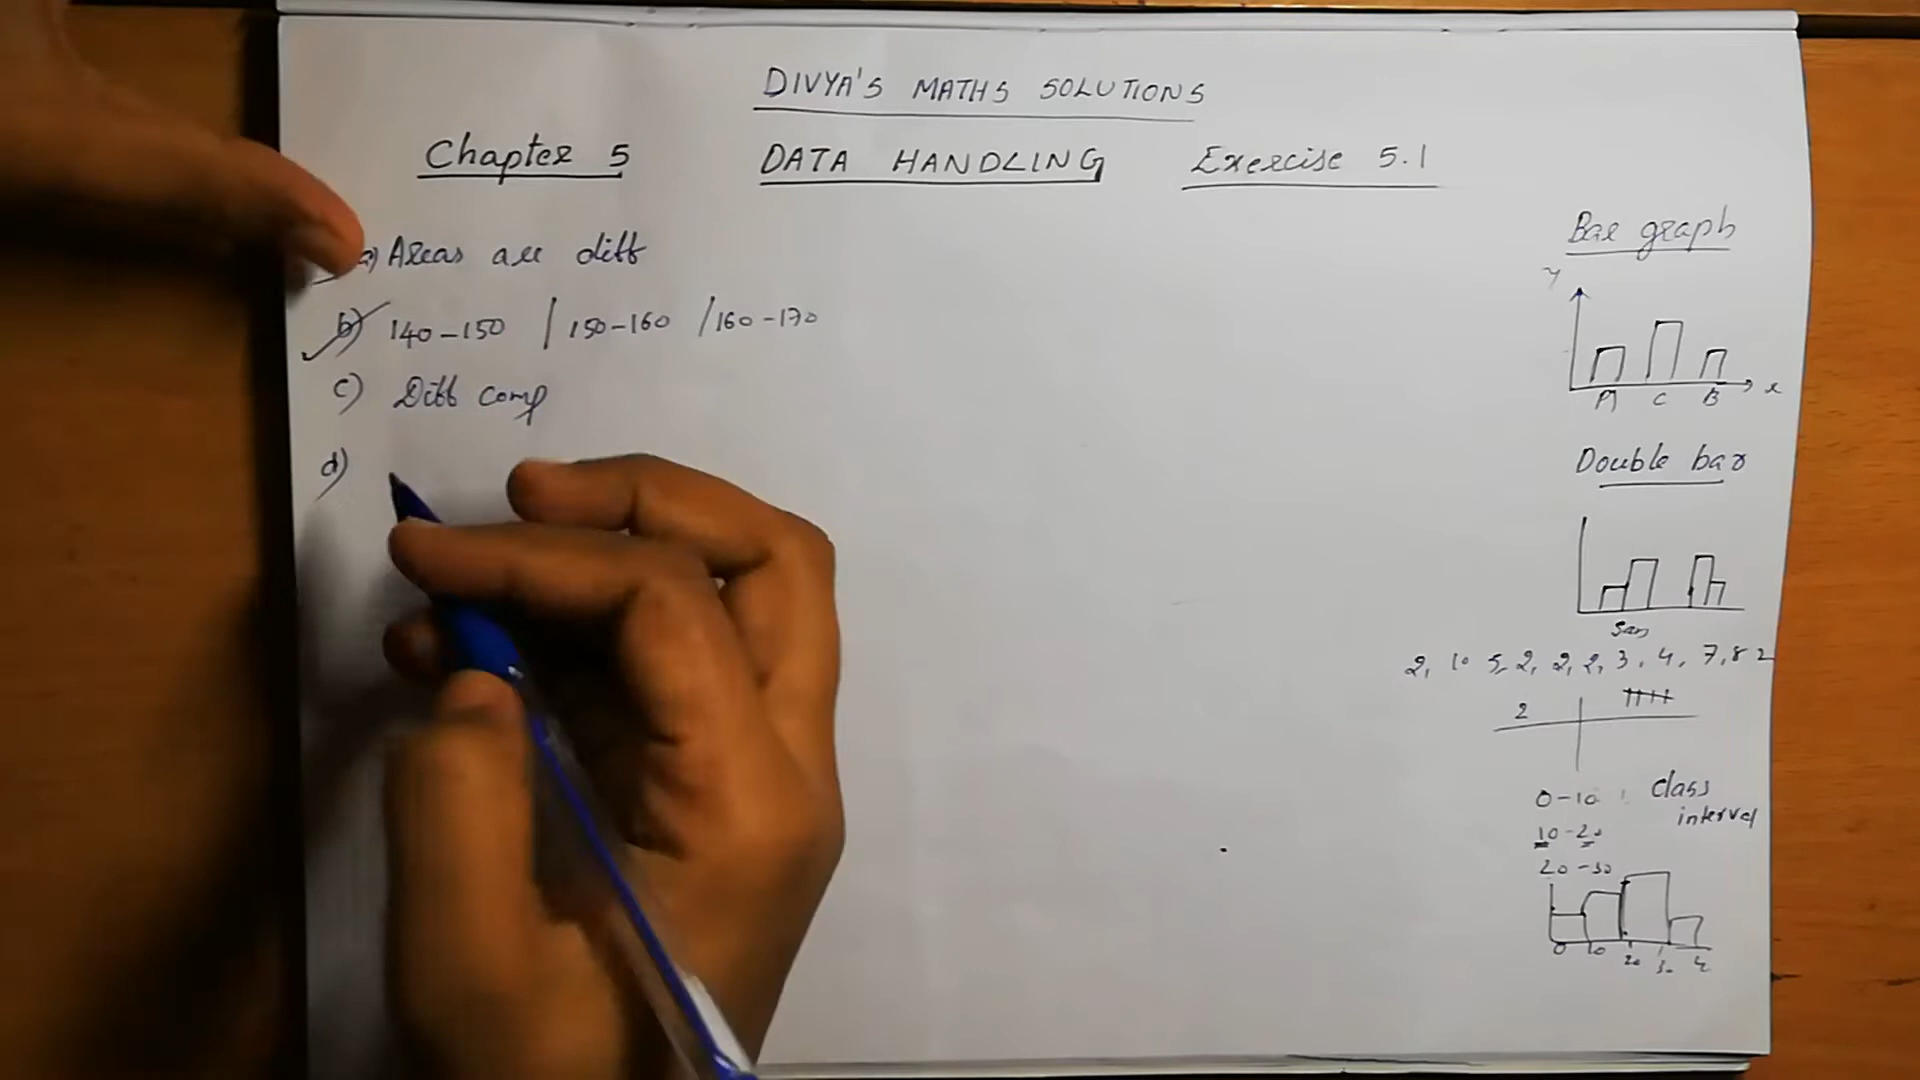 DIVYA'S MATHS SOLUTIONS
Chapter 5 DATA HANDLING Exercise 5.1
a) Areas are diff
b) 140-150 / 150-160 / 160-170
c) Diff comp
d)
Bar graph
y
M C B x
Double bar
San
2, 10 5, 2, 2, 2, 3, 4, 7, 8 2
2
0-10 class
interval
10-20
20-30
0 10 20 30 4